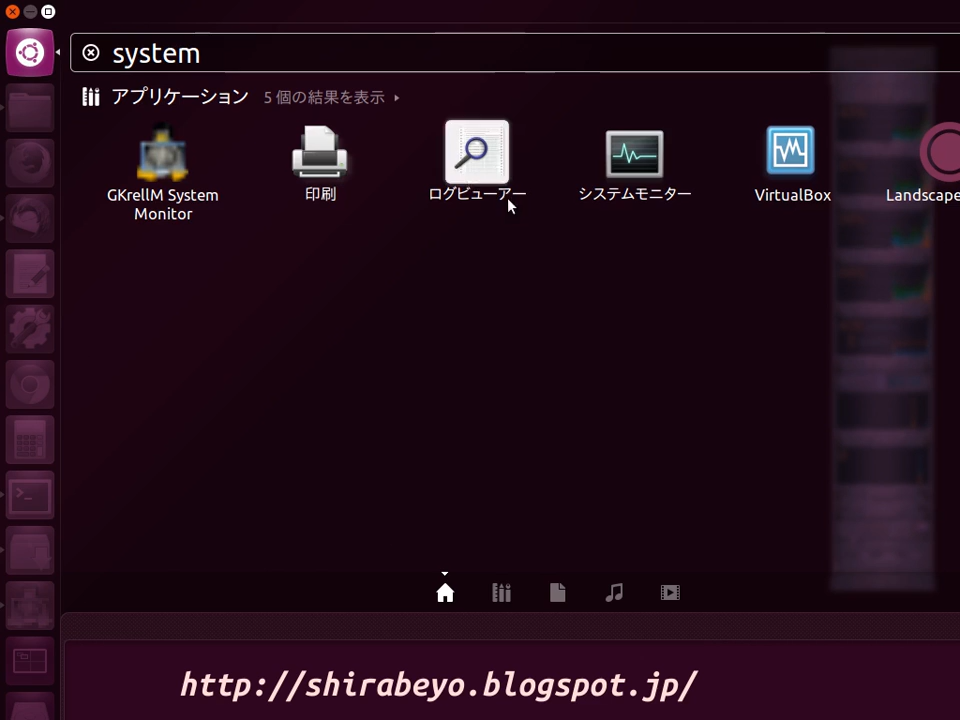 system
アプリケーション 5 個の結果を表示
GKrellM System
Monitor
印刷
ログビューアー
システムモニター
VirtualBox
Landscape
http://shirabeyo.blogspot.jp/